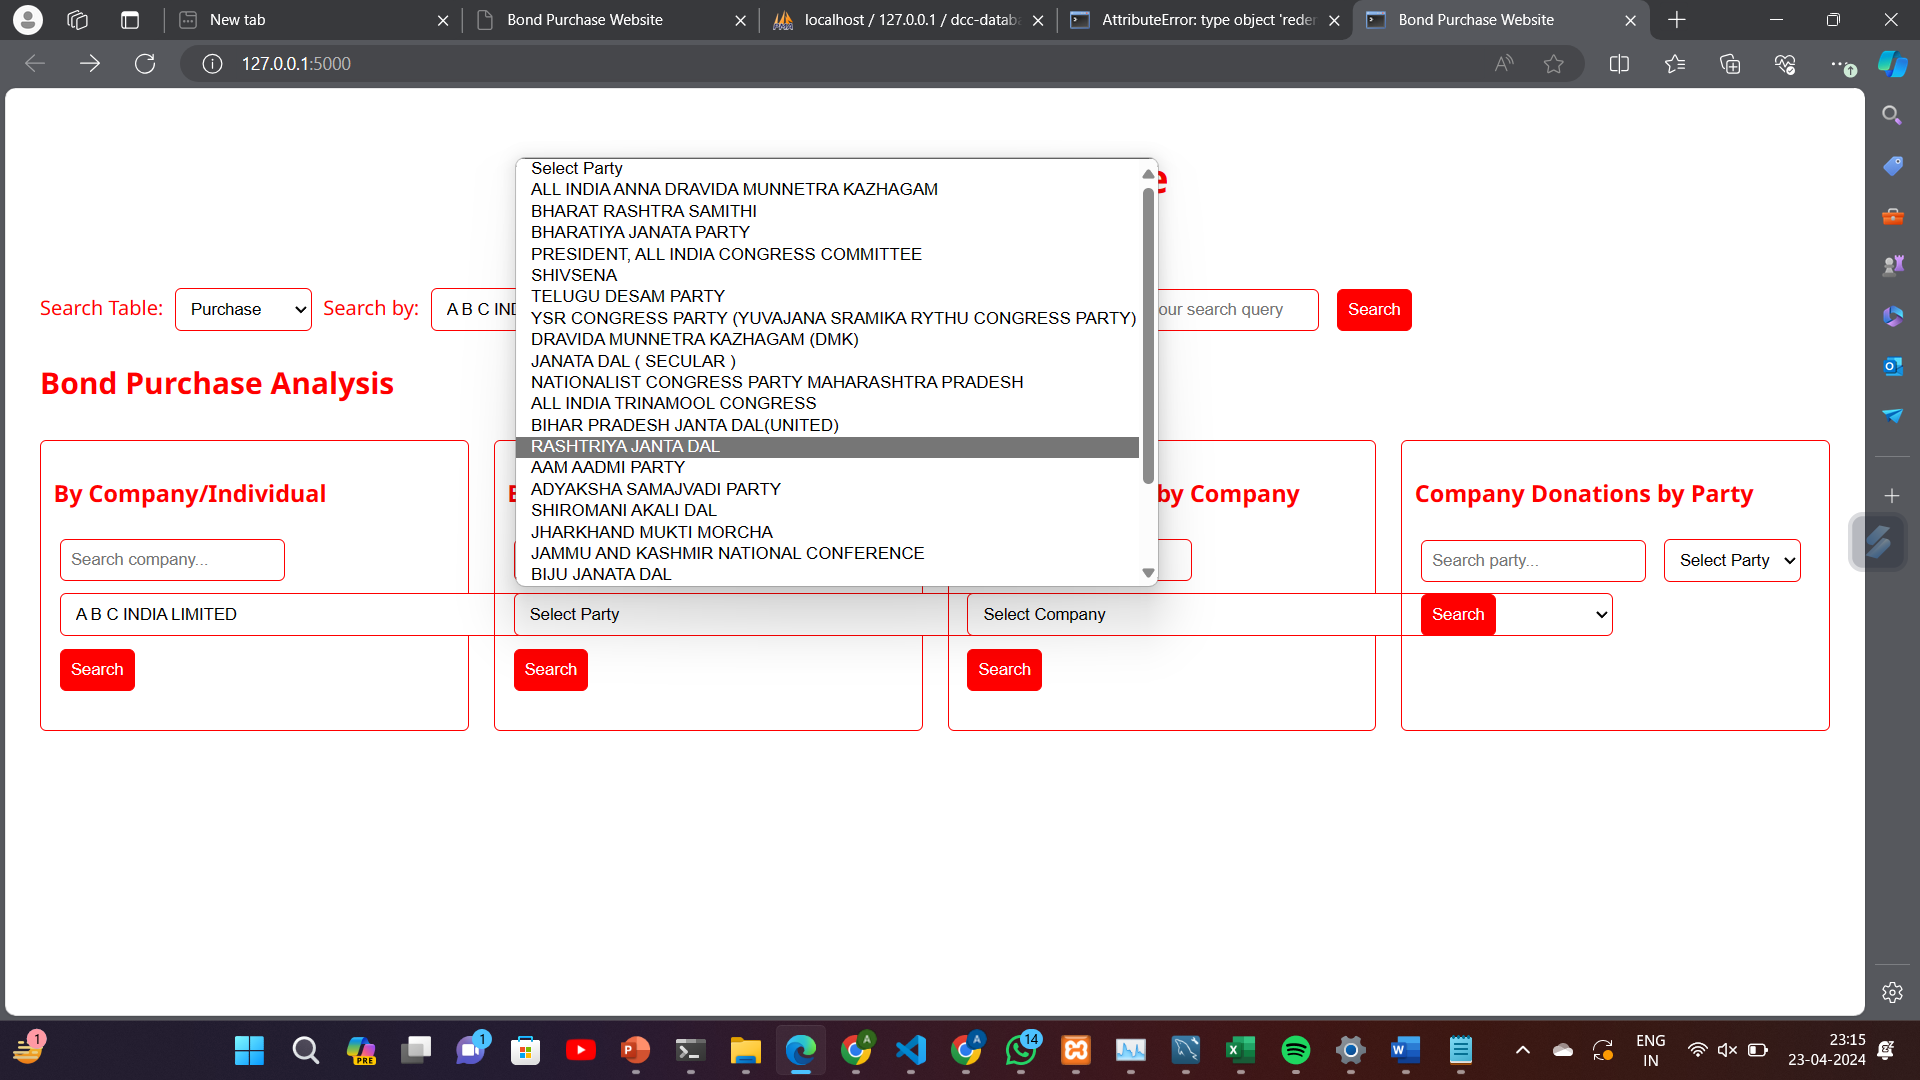 New tab
Bond Purchase Website
localhost / 127.0.0.1 / dcc-databa
AttributeError: type object 'reder
Bond Purchase Website
127.0.0.1:5000
e
Search Table:
Purchase
Search by:
A B C IND
our search query
Search
Select Party
ALL INDIA ANNA DRAVIDA MUNNETRA KAZHAGAM
BHARAT RASHTRA SAMITHI
BHARATIYA JANATA PARTY
PRESIDENT, ALL INDIA CONGRESS COMMITTEE
SHIVSENA
TELUGU DESAM PARTY
YSR CONGRESS PARTY (YUVAJANA SRAMIKA RYTHU CONGRESS PARTY)
DRAVIDA MUNNETRA KAZHAGAM (DMK)
JANATA DAL ( SECULAR )
NATIONALIST CONGRESS PARTY MAHARASHTRA PRADESH
ALL INDIA TRINAMOOL CONGRESS
BIHAR PRADESH JANTA DAL(UNITED)
RASHTRIYA JANTA DAL
AAM AADMI PARTY
ADYAKSHA SAMAJVADI PARTY
SHIROMANI AKALI DAL
JHARKHAND MUKTI MORCHA
JAMMU AND KASHMIR NATIONAL CONFERENCE
BIJU JANATA DAL
Bond Purchase Analysis
By Company/Individual
Search company...
A B C INDIA LIMITED
Search
Select Party
Search
by Company
Select Company
Search
Company Donations by Party
Search party...
Select Party
Search
1
PRE
1
A
A
14
ENG
IN
23:15
23-04-2024